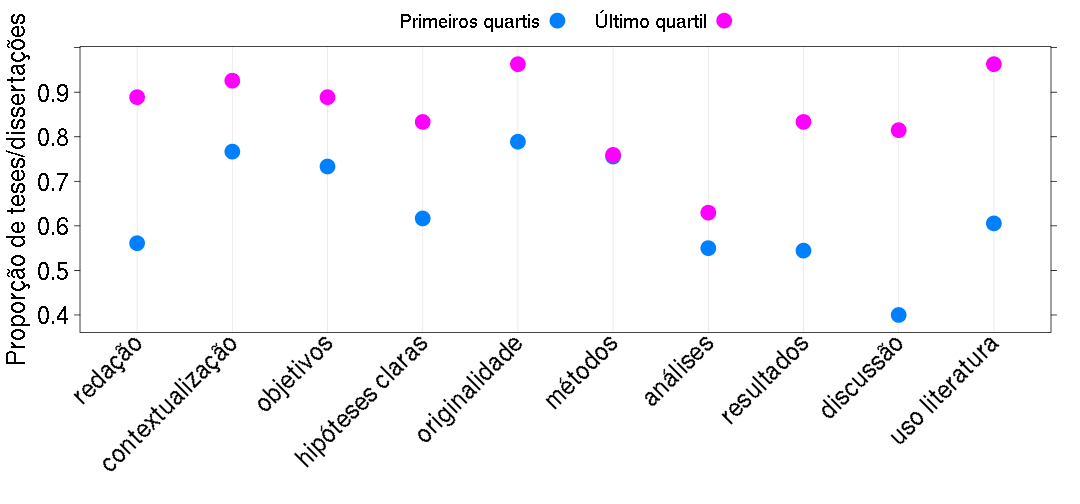 Primeiros quartis Último quartil
Proporção de teses/dissertações
0.9
0.8
0.7
0.6
0.5
0.4
redação
contextualização
objetivos
hipóteses claras
originalidade
métodos
análises
resultados
discussão
uso literatura